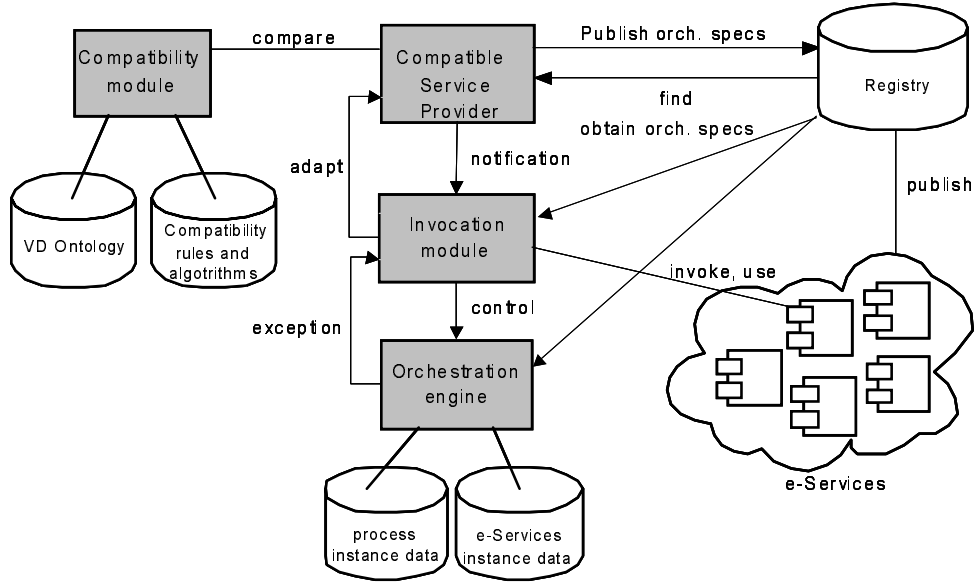 compare
Publish orch. specs
Compatibility
module
Compatible
Service
Provider
Registry
find
obtain orch. specs
adapt
notification
publish
VD Ontology
Compatibility
rules and
algotrithms
Invocation
module
invoke, use
exception
control
Orchestration
engine
e-Services
process
instance data
e-Services
instance data